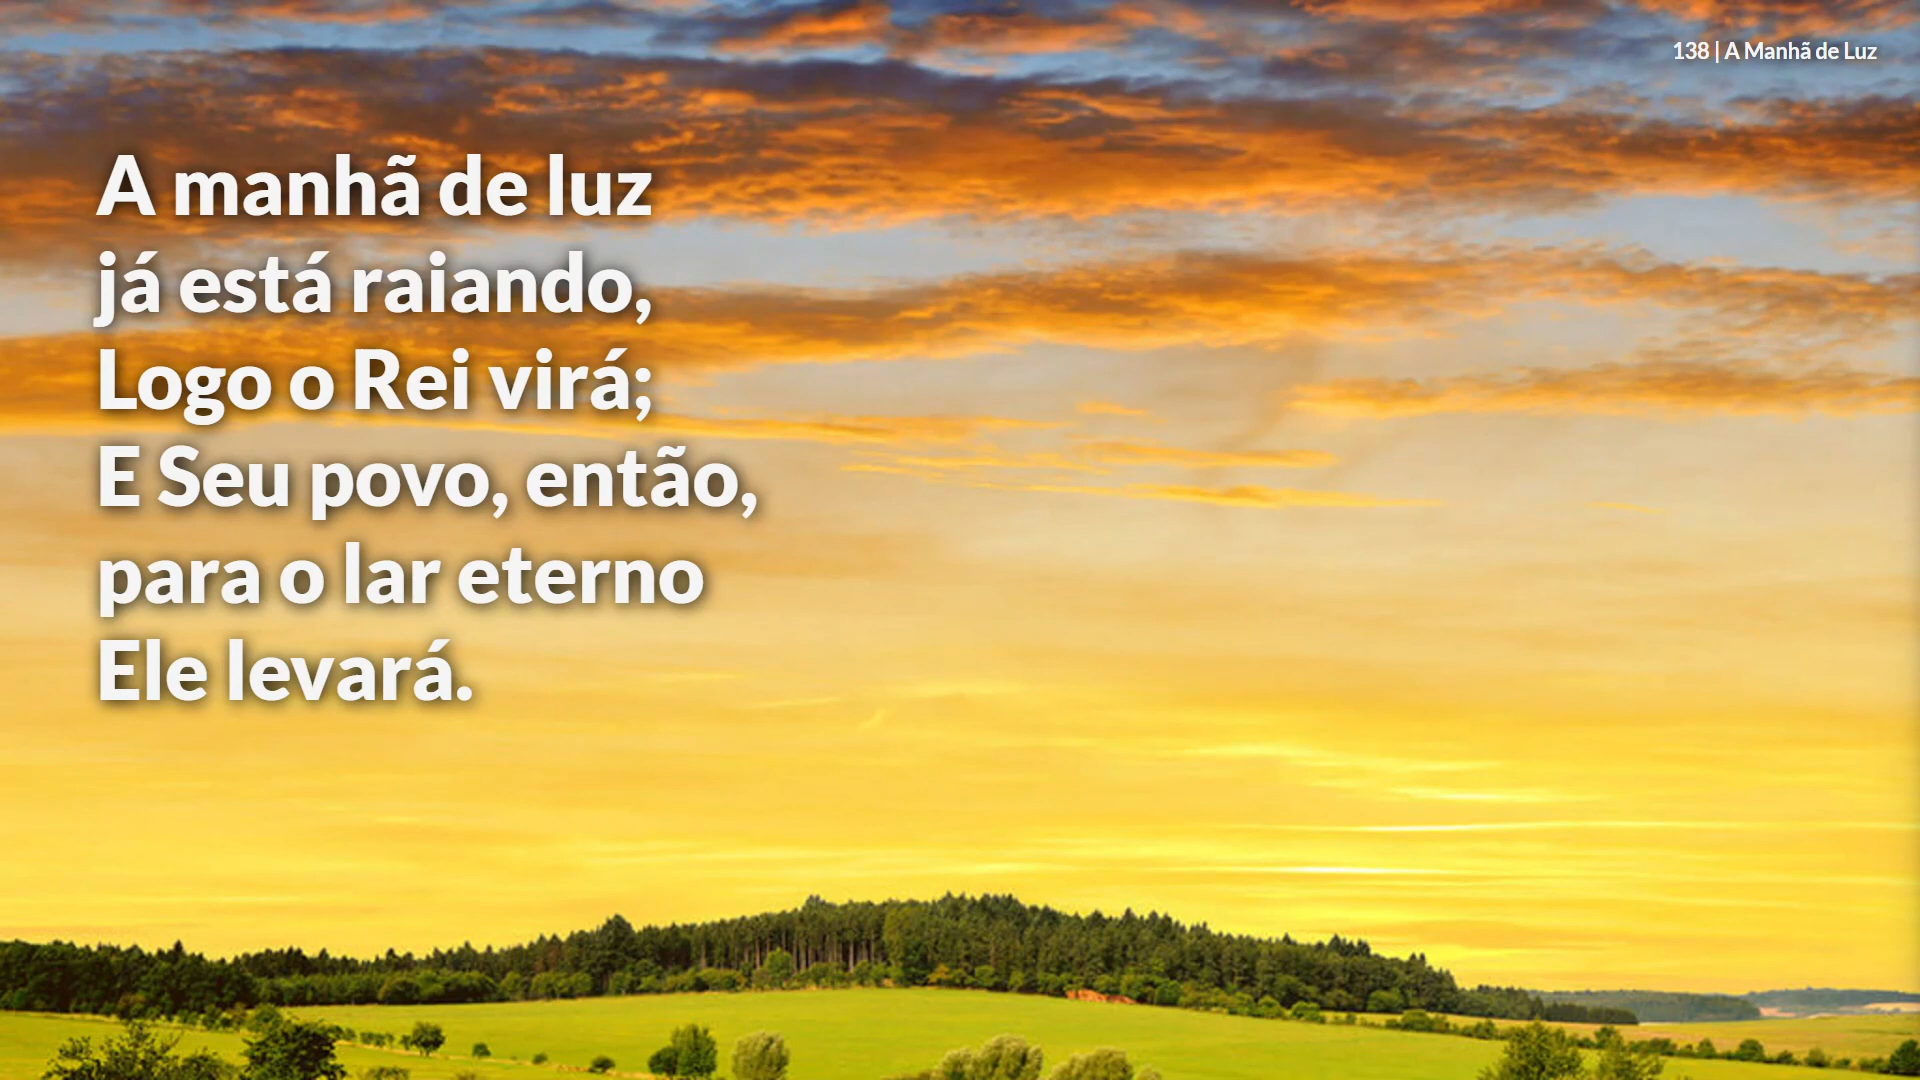 138 | A Manhã de Luz
A manhã de luz
já está raiando,
Logo o Rei virá;
E Seu povo, então,
para o lar eterno
Ele levará.